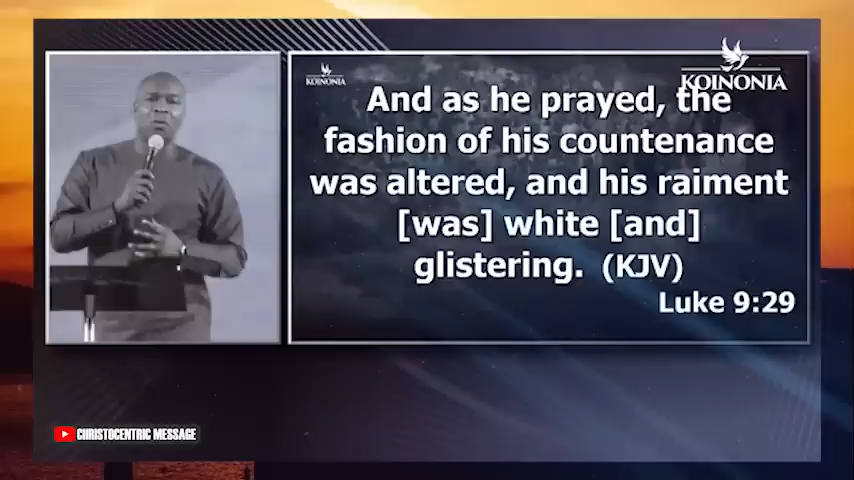 KOINONIA
KOINONIA
And as he prayed, the
fashion of his countenance
was altered, and his raiment
[was] white [and]
glistering. (KJV)
Luke 9:29
CHRISTOCENTRIC MESSAGE